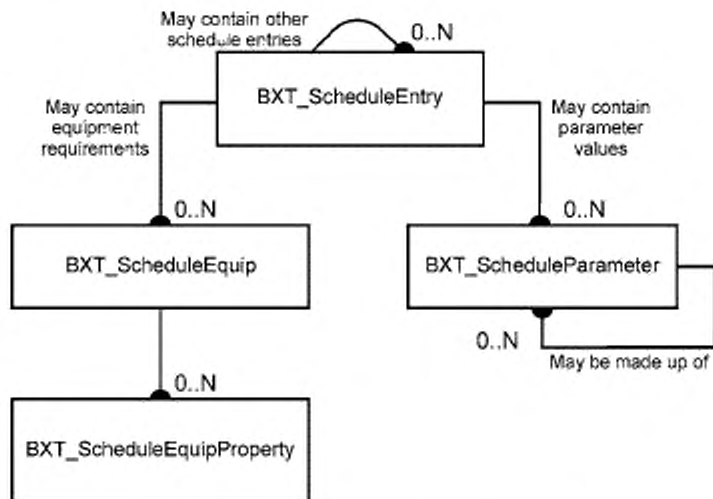 May contain other
schedule entries
0..N
BXT_ScheduleEntry
May contain
equipment
requirements
May contain
parameter
values
0..N
0..N
BXT_ScheduleEquip
BXT_ScheduleParameter
0..N
May be made up of
0..N
BXT_ScheduleEquipProperty